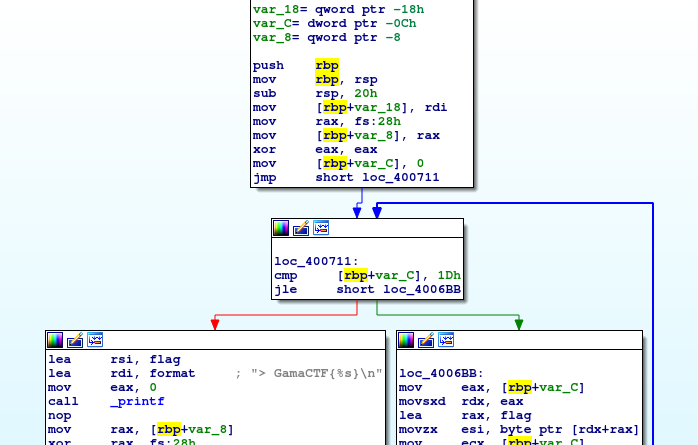 var_18= qword ptr -18h
var_C= dword ptr -0Ch
var_8= qword ptr -8
push rbp
mov rbp, rsp
sub rsp, 20h
mov [rbp+var_18], rdi
mov rax, fs:28h
mov [rbp+var_8], rax
xor eax, eax
mov [rbp+var_C], 0
jmp short loc_400711
loc_400711:
cmp [rbp+var_C], 1Dh
jle short loc_4006BB
lea rsi, flag
lea rdi, format ; "> GamaCTF{%s}\n"
mov eax, 0
call _printf
nop
mov rax, [rbp+var_8]
xor rax, fs:28h
loc_4006BB:
mov eax, [rbp+var_C]
movsxd rdx, eax
lea rax, flag
movzx esi, byte ptr [rdx+rax]
mov ecx, [rbp+var_C]